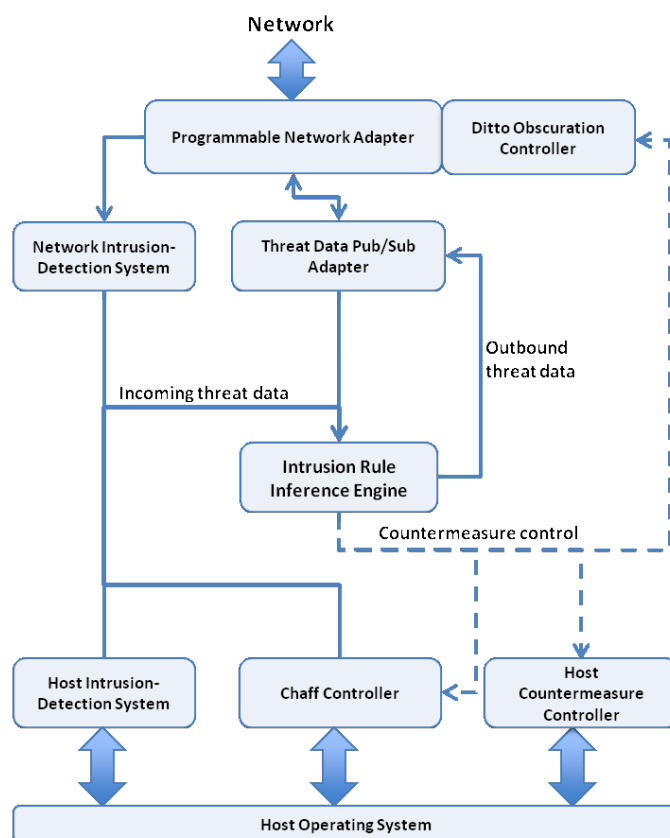 Network
Programmable Network Adapter
Ditto Obscuration
Controller
Network Intrusion-
Detection System
Threat Data Pub/Sub
Adapter
Outbound
threat data
Incoming threat data
Intrusion Rule
Inference Engine
Countermeasure control
Host Intrusion-
Detection System
Chaff Controller
Host
Countermeasure
Controller
Host Operating System